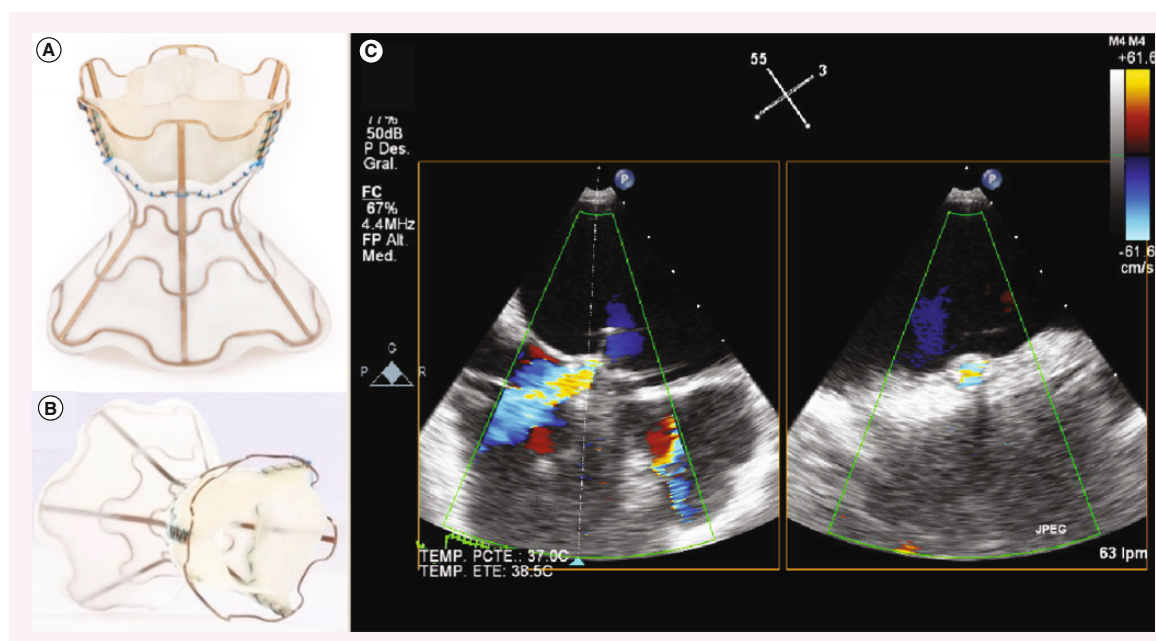 A
B
C
77%
50dB
P Des.
Gral.
FC
67%
4.4MHz
FP Alt.
Med.
G
P R
55
3
P
P
M4 M4
+61.6
-61.6
cm/s
TEMP. PCTE.: 37.0C
TEMP. ETE: 38.5C
JPEG
63 lpm